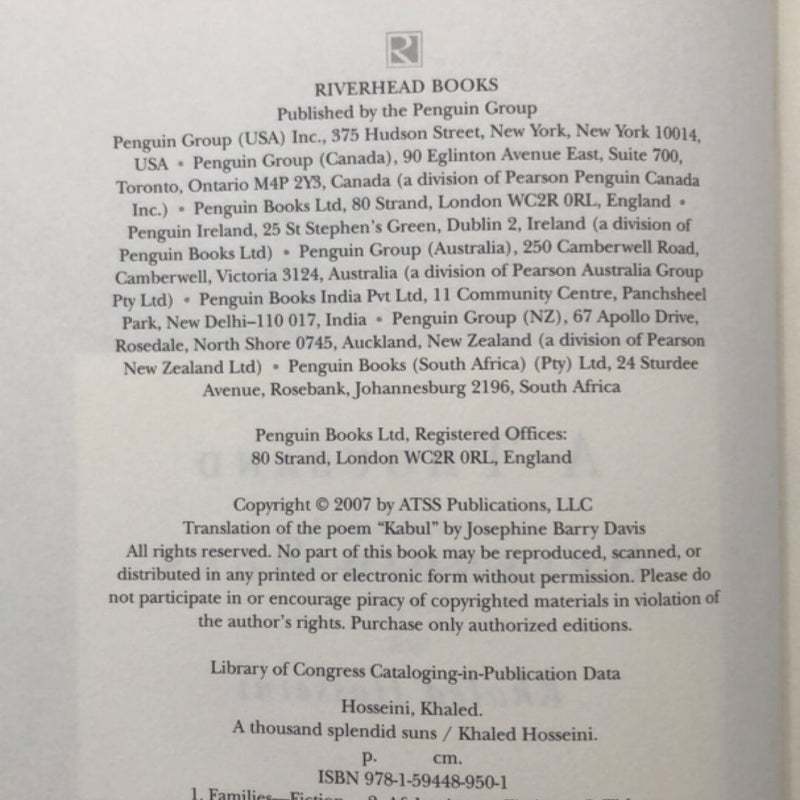 R
RIVERHEAD BOOKS
Published by the Penguin Group
Penguin Group (USA) Inc., 375 Hudson Street, New York, New York 10014,
USA • Penguin Group (Canada), 90 Eglinton Avenue East, Suite 700,
Toronto, Ontario M4P 2Y3, Canada (a division of Pearson Penguin Canada
Inc.) • Penguin Books Ltd, 80 Strand, London WC2R 0RL, England •
Penguin Ireland, 25 St Stephen's Green, Dublin 2, Ireland (a division of
Penguin Books Ltd) • Penguin Group (Australia), 250 Camberwell Road,
Camberwell, Victoria 3124, Australia (a division of Pearson Australia Group
Pty Ltd) • Penguin Books India Pvt Ltd, 11 Community Centre, Panchsheel
Park, New Delhi–110 017, India • Penguin Group (NZ), 67 Apollo Drive,
Rosedale, North Shore 0745, Auckland, New Zealand (a division of Pearson
New Zealand Ltd) • Penguin Books (South Africa) (Pty) Ltd, 24 Sturdee
Avenue, Rosebank, Johannesburg 2196, South Africa
Penguin Books Ltd, Registered Offices:
80 Strand, London WC2R 0RL, England
Copyright © 2007 by ATSS Publications, LLC
Translation of the poem “Kabul” by Josephine Barry Davis
All rights reserved. No part of this book may be reproduced, scanned, or
distributed in any printed or electronic form without permission. Please do
not participate in or encourage piracy of copyrighted materials in violation of
the author's rights. Purchase only authorized editions.
Library of Congress Cataloging-in-Publication Data
Hosseini, Khaled.
A thousand splendid suns / Khaled Hosseini.
p. cm.
ISBN 978-1-59448-950-1
1. Families—Fiction.